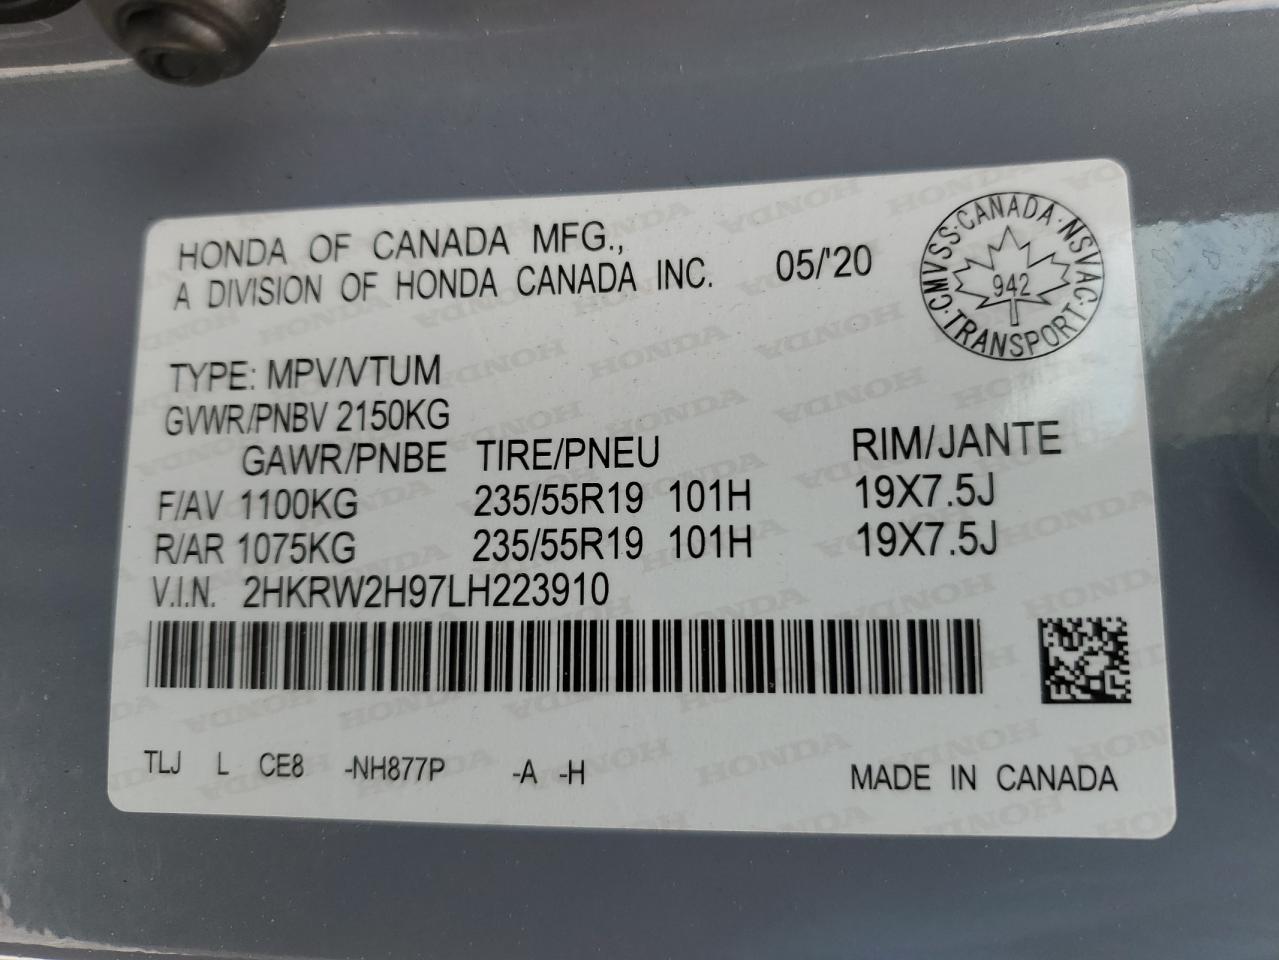 HONDA OF CANADA MFG.,
A DIVISION OF HONDA CANADA INC. 05/'20
CMVSS · CANADA · NSVAC · TRANSPORT ·
942
TYPE: MPV/VTUM
GVWR/PNBV 2150KG
GAWR/PNBE TIRE/PNEU RIM/JANTE
F/AV 1100KG 235/55R19 101H 19X7.5J
R/AR 1075KG 235/55R19 101H 19X7.5J
V.I.N. 2HKRW2H97LH223910
TLJ L CE8 -NH877P -A -H
MADE IN CANADA